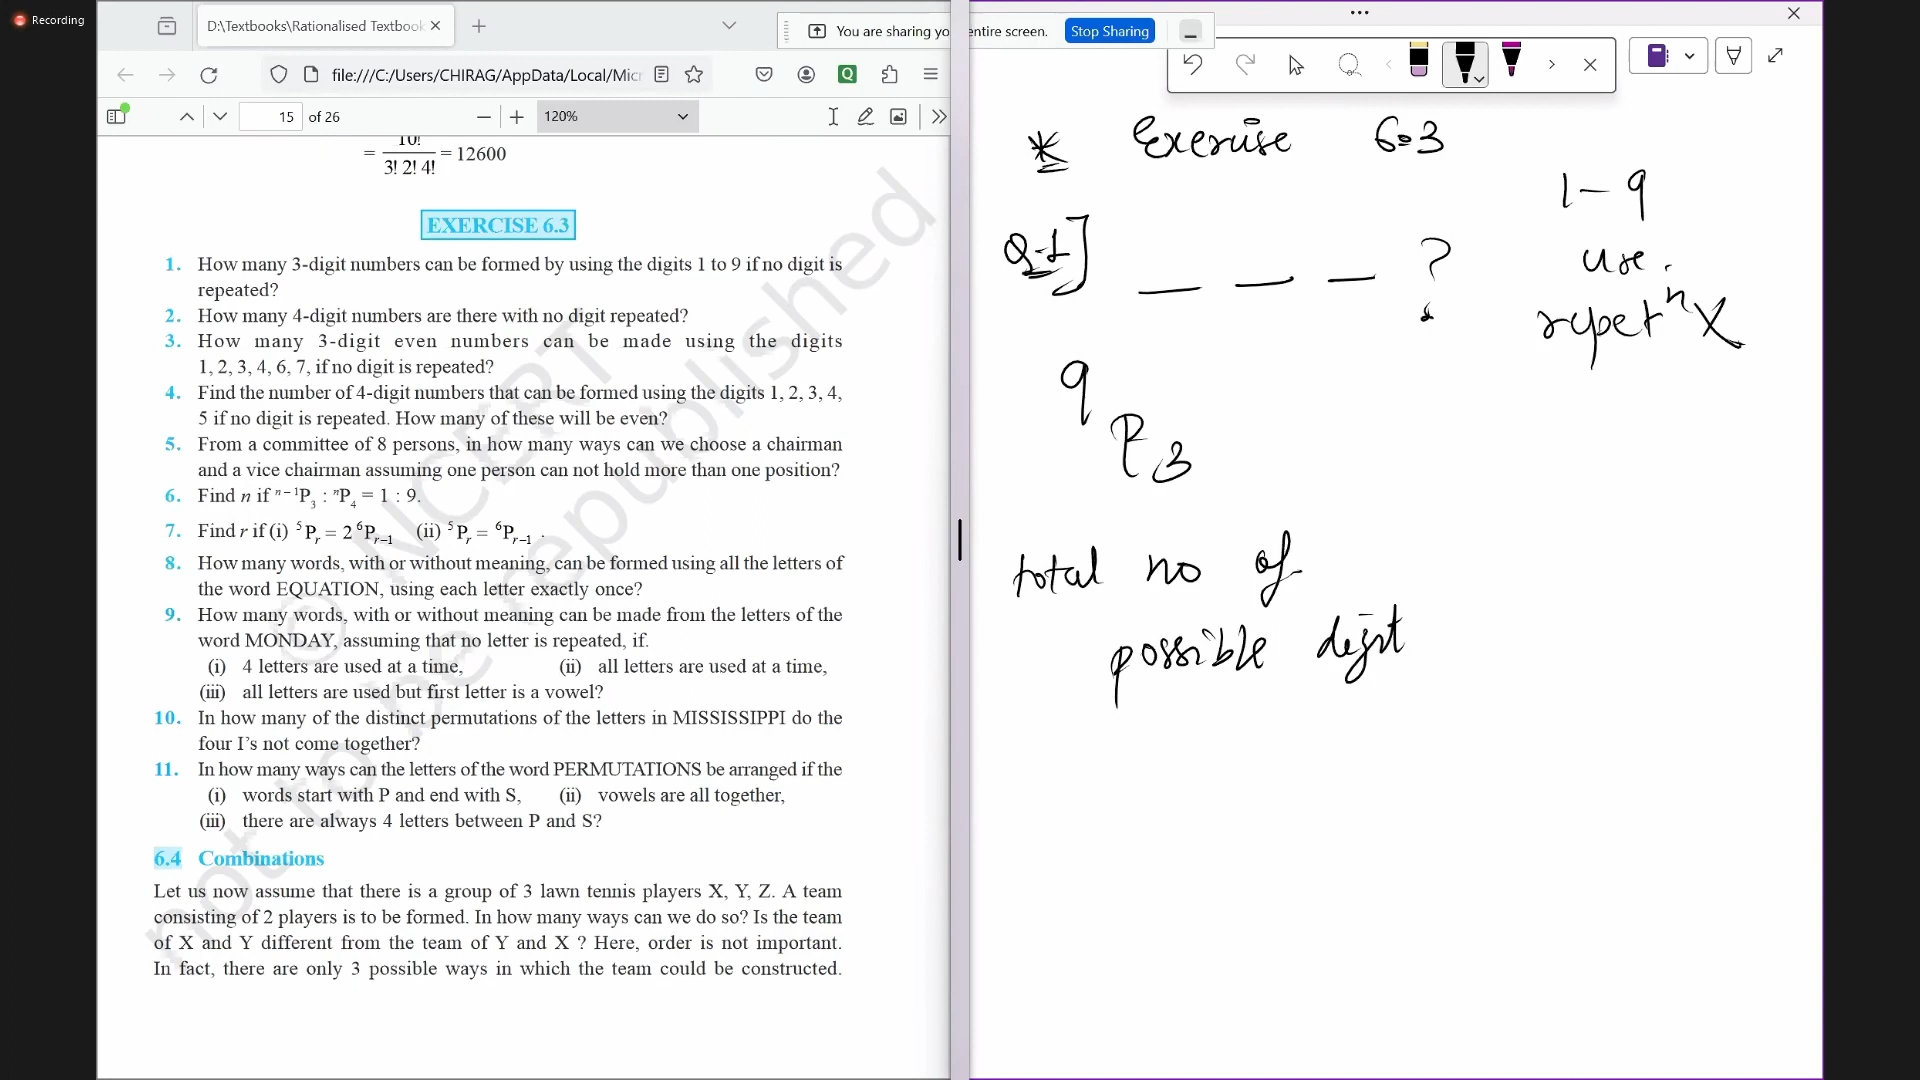 Recording
D:\Textbooks\Rationalised Textbook
You are sharing yo entire screen.
Stop Sharing
file:///C:/Users/CHIRAG/AppData/Local/Micr
15 of 26
120%
= 10! / 3! 2! 4! = 12600
EXERCISE 6.3
1. How many 3-digit numbers can be formed by using the digits 1 to 9 if no digit is
repeated?
2. How many 4-digit numbers are there with no digit repeated?
3. How many 3-digit even numbers can be made using the digits
1, 2, 3, 4, 6, 7, if no digit is repeated?
4. Find the number of 4-digit numbers that can be formed using the digits 1, 2, 3, 4,
5 if no digit is repeated. How many of these will be even?
5. From a committee of 8 persons, in how many ways can we choose a chairman
and a vice chairman assuming one person can not hold more than one position?
6. Find n if ⁿ⁻¹P₃ : ⁿP₄ = 1 : 9.
7. Find r if (i) ⁵Pᵣ = 2 ⁶Pᵣ₋₁ (ii) ⁵Pᵣ = ⁶Pᵣ₋₁ .
8. How many words, with or without meaning, can be formed using all the letters of
the word EQUATION, using each letter exactly once?
9. How many words, with or without meaning can be made from the letters of the
word MONDAY, assuming that no letter is repeated, if.
(i) 4 letters are used at a time, (ii) all letters are used at a time,
(iii) all letters are used but first letter is a vowel?
10. In how many of the distinct permutations of the letters in MISSISSIPPI do the
four I's not come together?
11. In how many ways can the letters of the word PERMUTATIONS be arranged if the
(i) words start with P and end with S, (ii) vowels are all together,
(iii) there are always 4 letters between P and S?
6.4 Combinations
Let us now assume that there is a group of 3 lawn tennis players X, Y, Z. A team
consisting of 2 players is to be formed. In how many ways can we do so? Is the team
of X and Y different from the team of Y and X ? Here, order is not important.
In fact, there are only 3 possible ways in which the team could be constructed.
© NCERT
not to be republished
* Exercise 6.3
1 - 9
Q-1] _ _ _ ?
use.
repetⁿ X
⁹P₃
total no of
possible digit